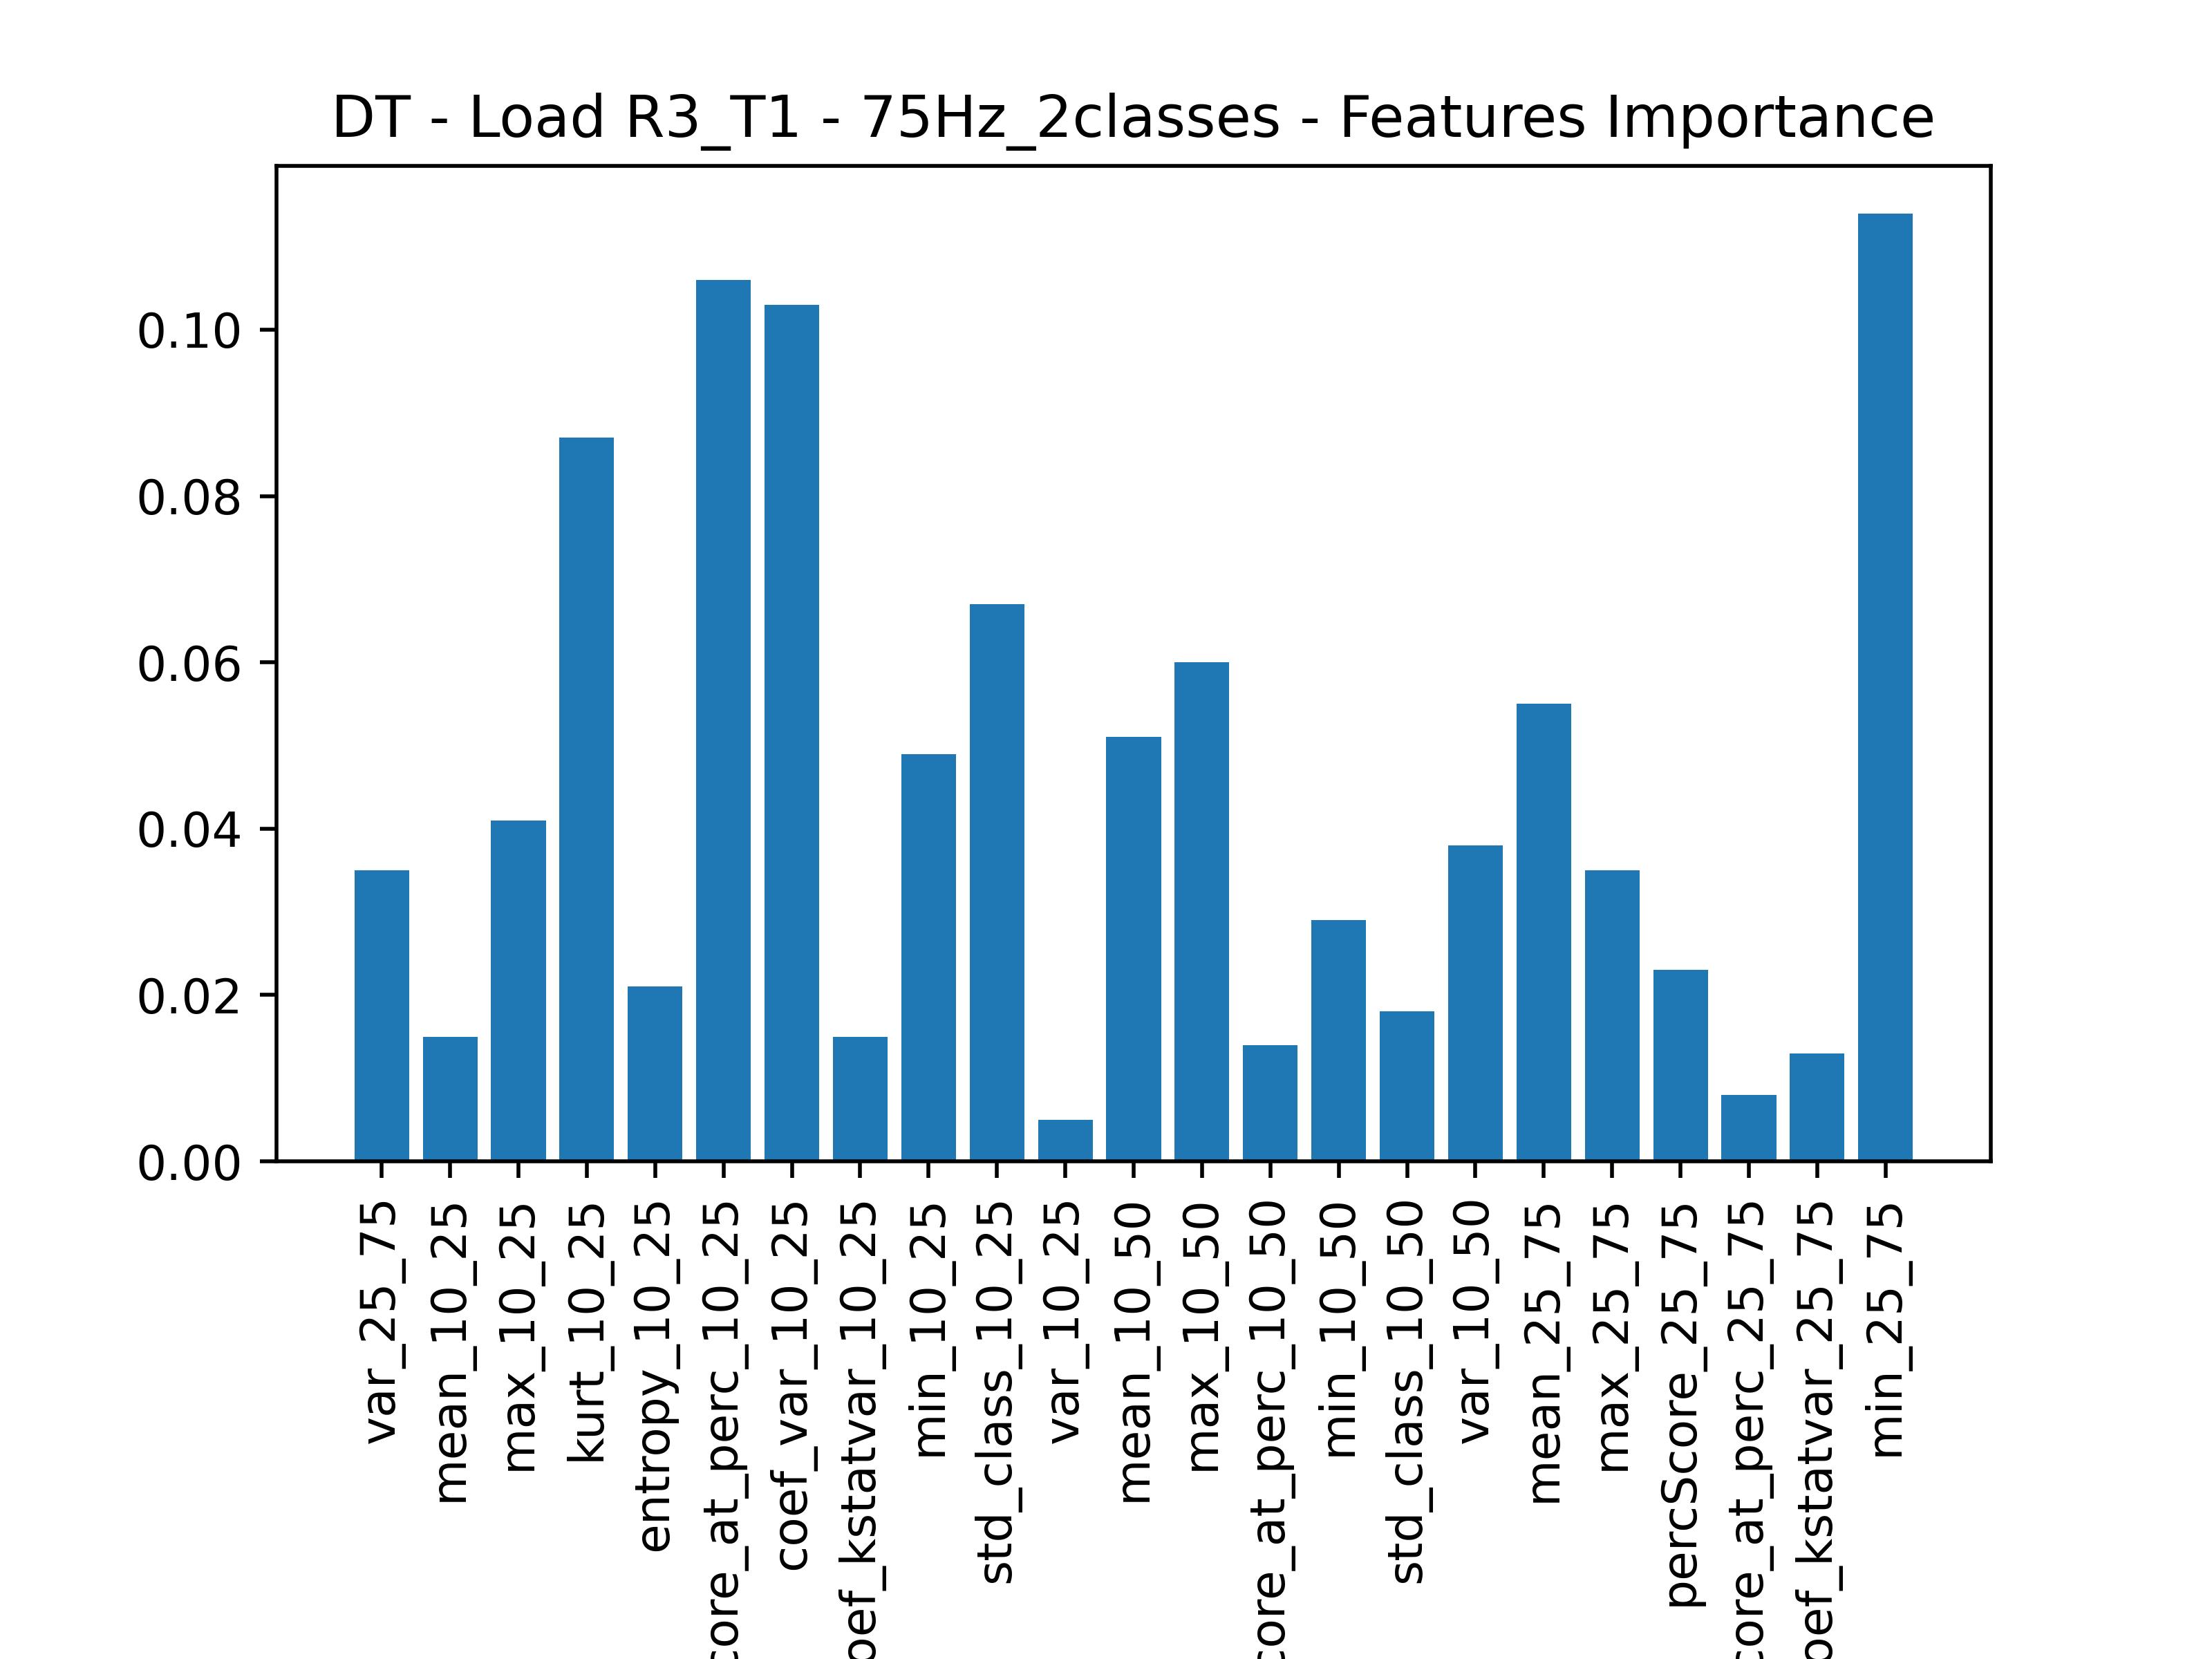 DT - Load R3_T1 - 75Hz_2classes - Features Importance
0.10
0.08
0.06
0.04
0.02
0.00
var_25_75
mean_10_25
max_10_25
kurt_10_25
entropy_10_25
core_at_perc_10_25
coef_var_10_25
oef_kstatvar_10_25
min_10_25
std_class_10_25
var_10_25
mean_10_50
max_10_50
core_at_perc_10_50
min_10_50
std_class_10_50
var_10_50
mean_25_75
max_25_75
percScore_25_75
core_at_perc_25_75
oef_kstatvar_25_75
min_25_75